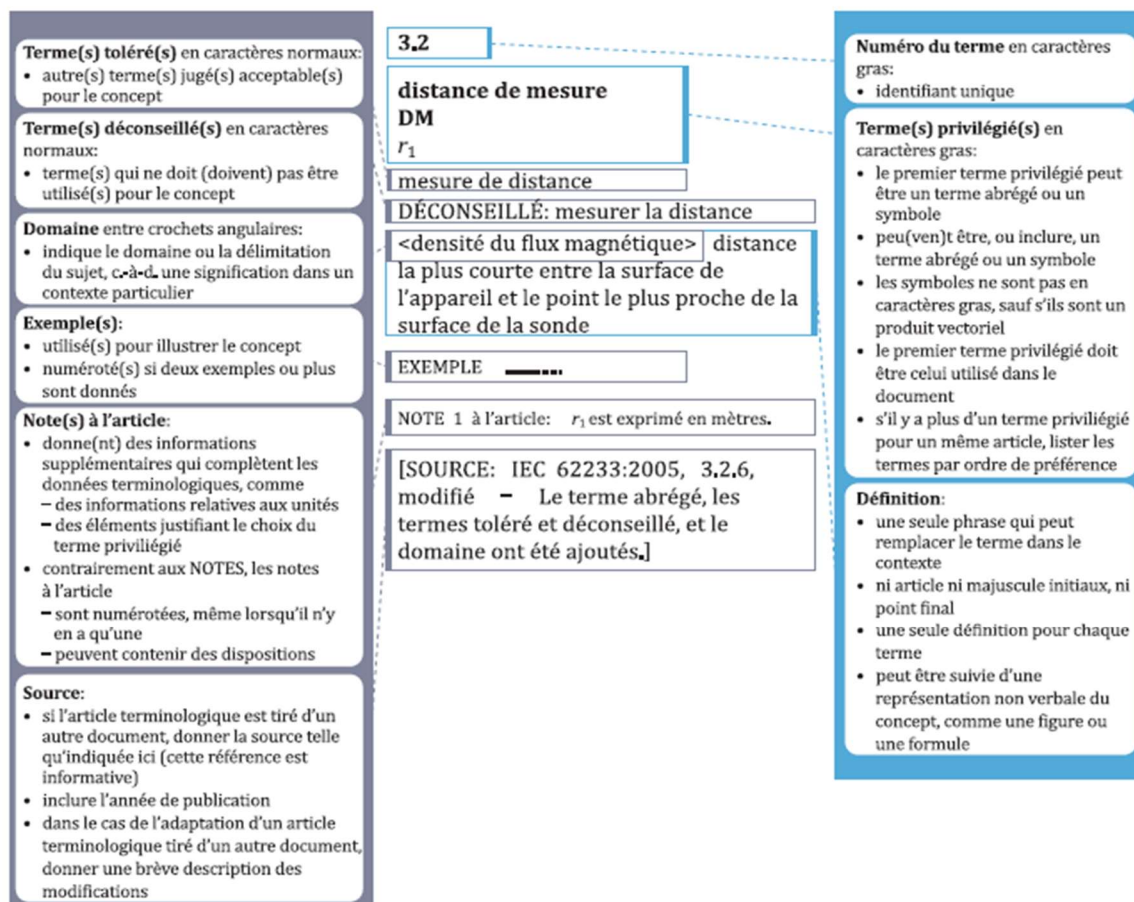 Terme(s) toléré(s) en caractères normaux:
• autre(s) terme(s) jugé(s) acceptable(s)
pour le concept
Terme(s) déconseillé(s) en caractères
normaux:
• terme(s) qui ne doit (doivent) pas être
utilisé(s) pour le concept
Domaine entre crochets angulaires:
• indique le domaine ou la délimitation
du sujet, c.-à-d. une signification dans un
contexte particulier
Exemple(s):
• utilisé(s) pour illustrer le concept
• numéroté(s) si deux exemples ou plus
sont donnés
Note(s) à l'article:
• donne(nt) des informations
supplémentaires qui complètent les
données terminologiques, comme
– des informations relatives aux unités
– des éléments justifiant le choix du
terme priviliégié
• contrairement aux NOTES, les notes
à l'article
– sont numérotées, même lorsqu'il n'y
en a qu'une
– peuvent contenir des dispositions
Source:
• si l'article terminologique est tiré d'un
autre document, donner la source telle
qu'indiquée ici (cette référence est
informative)
• inclure l'année de publication
• dans le cas de l'adaptation d'un article
terminologique tiré d'un autre document,
donner une brève description des
modifications
3.2
distance de mesure
DM
r₁
mesure de distance
DÉCONSEILLÉ: mesurer la distance
<densité du flux magnétique> distance
la plus courte entre la surface de
l'appareil et le point le plus proche de la
surface de la sonde
EXEMPLE ..........
NOTE 1 à l'article: r₁ est exprimé en mètres.
[SOURCE: IEC 62233:2005, 3.2.6,
modifié – Le terme abrégé, les
termes toléré et déconseillé, et le
domaine ont été ajoutés.]
Numéro du terme en caractères
gras:
• identifiant unique
Terme(s) privilégié(s) en
caractères gras:
• le premier terme privilégié peut
être un terme abrégé ou un
symbole
• peu(ven)t être, ou inclure, un
terme abrégé ou un symbole
• les symboles ne sont pas en
caractères gras, sauf s'ils sont un
produit vectoriel
• le premier terme privilégié doit
être celui utilisé dans le
document
• s'il y a plus d'un terme priviliégié
pour un même article, lister les
termes par ordre de préférence
Définition:
• une seule phrase qui peut
remplacer le terme dans le
contexte
• ni article ni majuscule initiaux, ni
point final
• une seule définition pour chaque
terme
• peut être suivie d'une
représentation non verbale du
concept, comme une figure ou
une formule